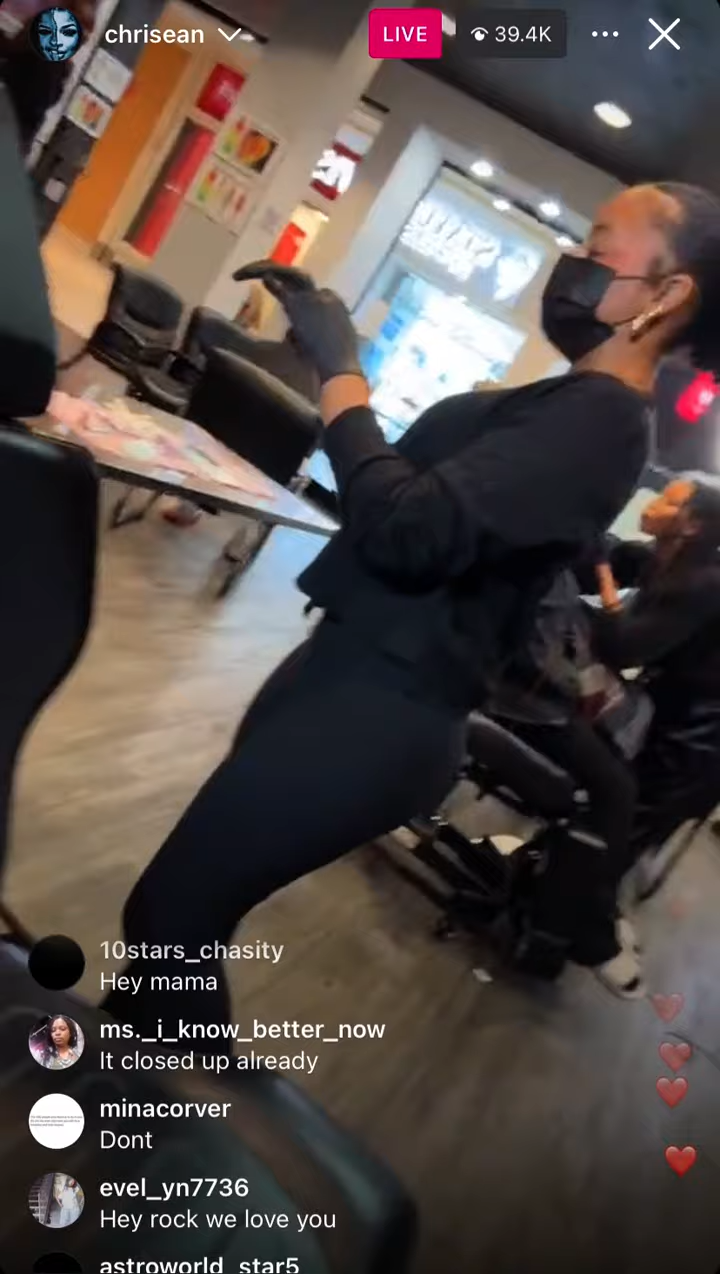 chrisean
LIVE
39.4K
10stars_chasity
Hey mama
ms._i_know_better_now
It closed up already
minacorver
Dont
evel_yn7736
Hey rock we love you
astroworld_star5